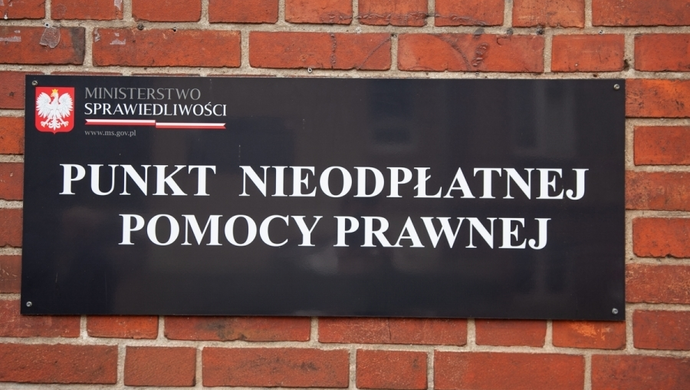 MINISTERSTWO
SPRAWIEDLIWOŚCI
www.ms.gov.pl
PUNKT NIEODPŁATNEJ
POMOCY PRAWNEJ